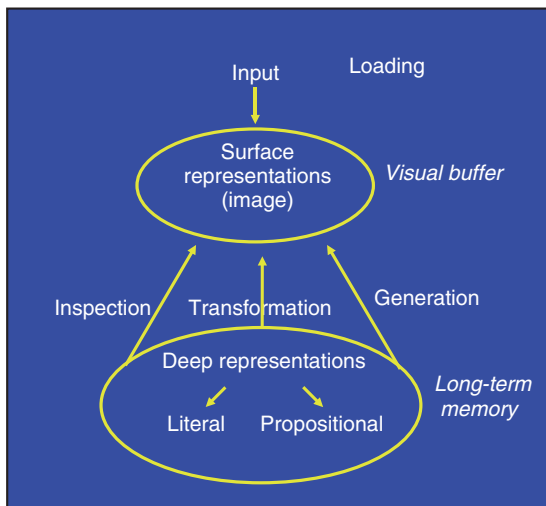 Input
Loading
Surface
representations
(image)
Visual buffer
Inspection
Transformation
Generation
Deep representations
Literal
Propositional
Long-term
memory